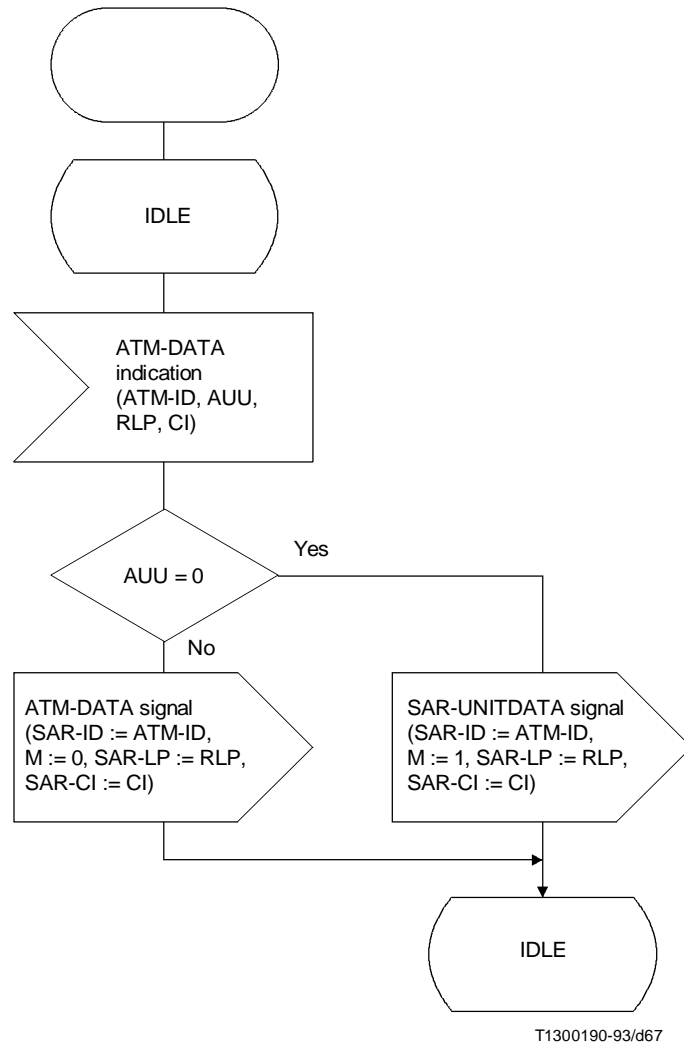 IDLE
ATM-DATA
indication
(ATM-ID, AUU,
RLP, CI)
AUU = 0
Yes
No
ATM-DATA signal
(SAR-ID := ATM-ID,
M := 0, SAR-LP := RLP,
SAR-CI := CI)
SAR-UNITDATA signal
(SAR-ID := ATM-ID,
M := 1, SAR-LP := RLP,
SAR-CI := CI)
IDLE
T1300190-93/d67